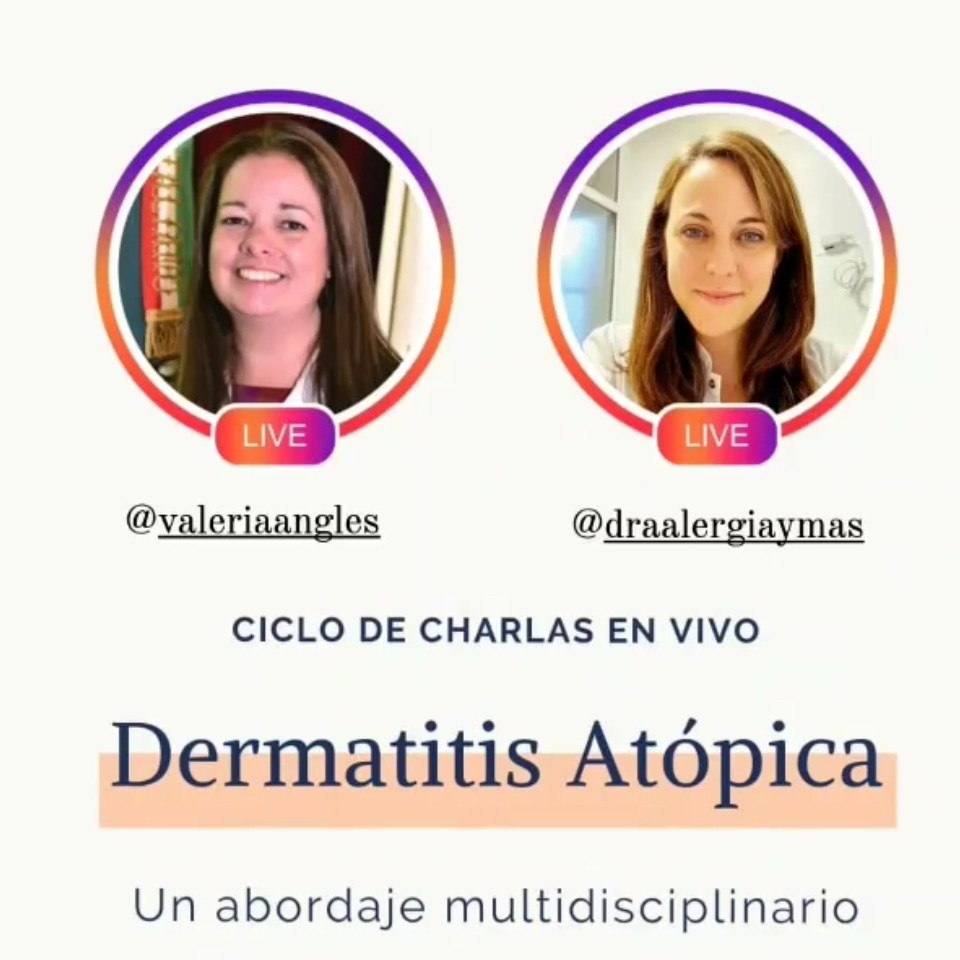 LIVE
LIVE
@valeriaangles
@draalergiaymas
CICLO DE CHARLAS EN VIVO
Dermatitis Atópica
Un abordaje multidisciplinario